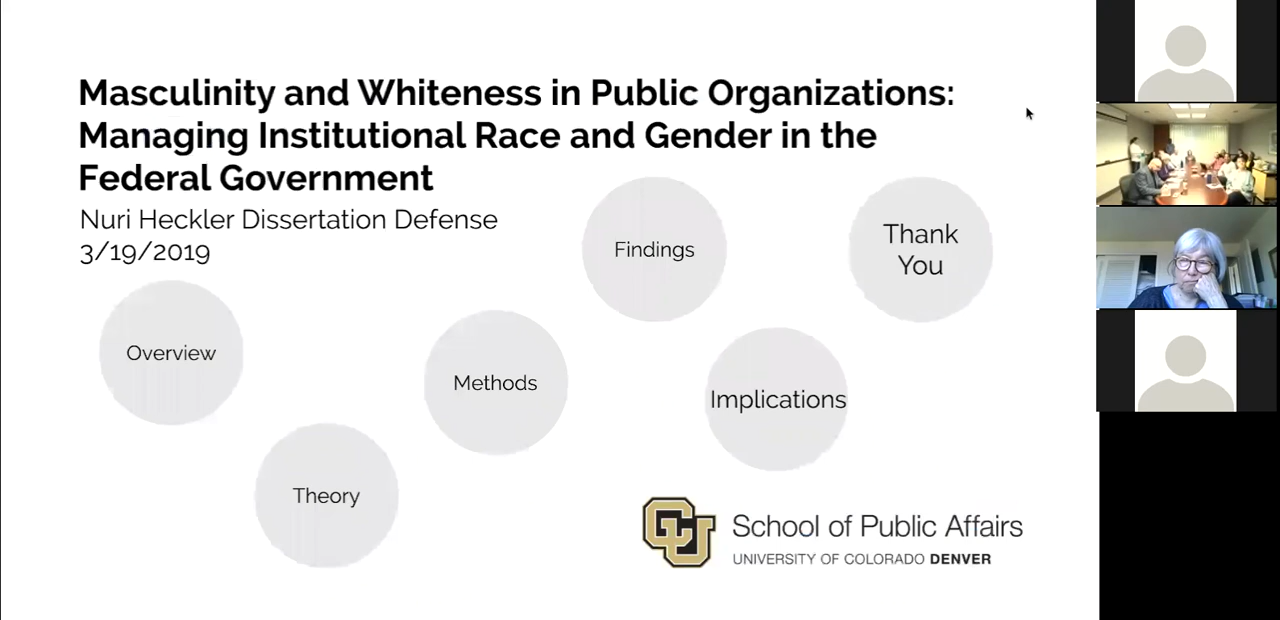 Masculinity and Whiteness in Public Organizations:
Managing Institutional Race and Gender in the
Federal Government
Nuri Heckler Dissertation Defense
3/19/2019
Findings
Thank
You
Overview
Methods
Implications
Theory
CU
School of Public Affairs
UNIVERSITY OF COLORADO DENVER